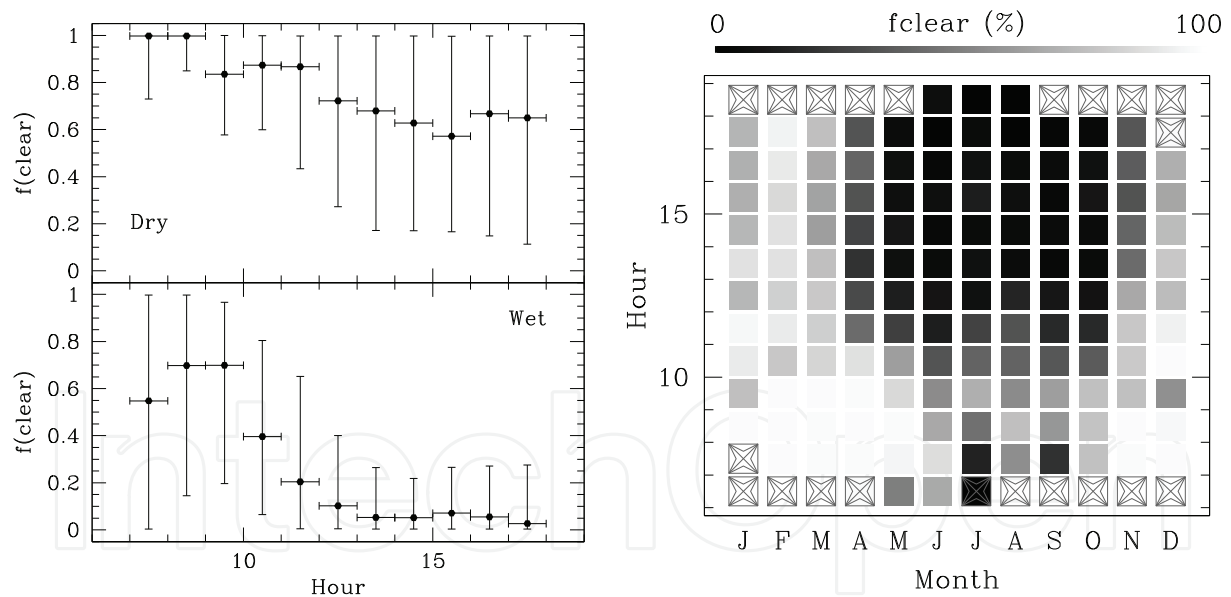 1
0.8
0.6
0.4
0.2
0
f(clear)
Dry
1
0.8
0.6
0.4
0.2
0
f(clear)
Wet
10 15
Hour
0 fclear (%) 100
15
10
Hour
J F M A M J J A S O N D
Month
IntechOpen